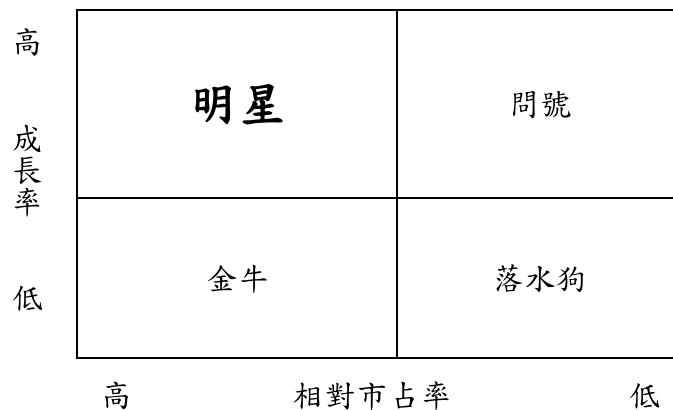 高
明星
問號
成長率
金牛
落水狗
低
高
相對市占率
低